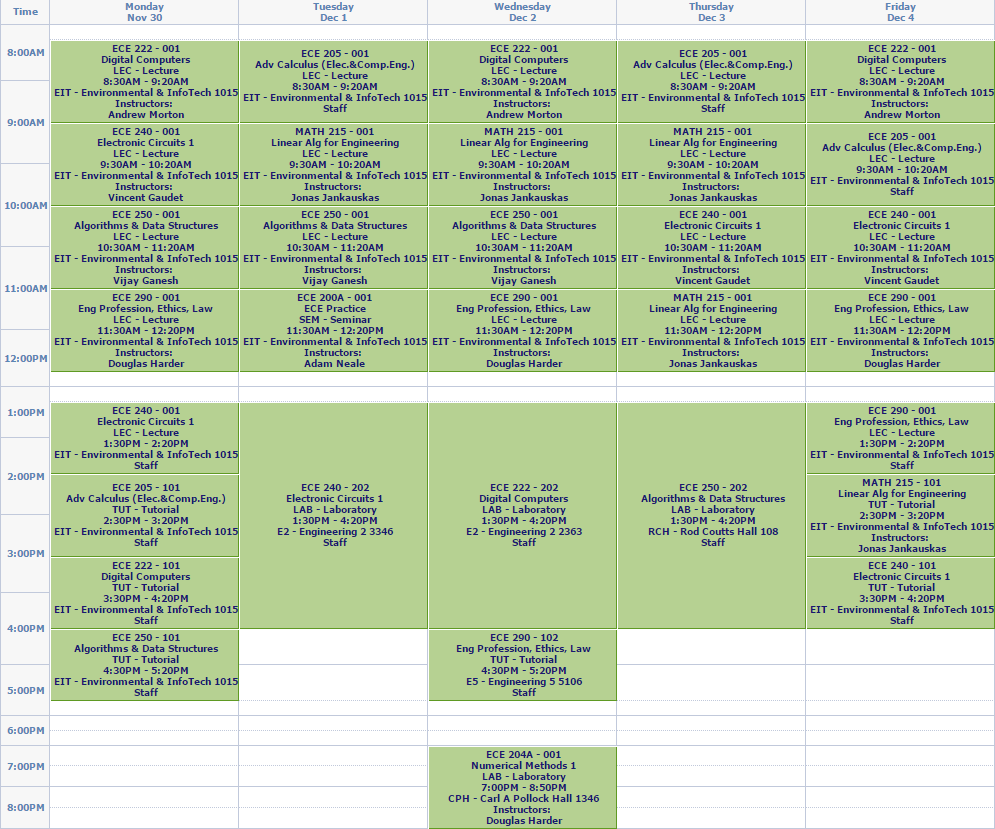 Time
Monday
Nov 30
Tuesday
Dec 1
Wednesday
Dec 2
Thursday
Dec 3
Friday
Dec 4
8:00AM
9:00AM
10:00AM
11:00AM
12:00PM
1:00PM
2:00PM
3:00PM
4:00PM
5:00PM
6:00PM
7:00PM
8:00PM
ECE 222 - 001
Digital Computers
LEC - Lecture
8:30AM - 9:20AM
EIT - Environmental & InfoTech 1015
Instructors:
Andrew Morton
ECE 240 - 001
Electronic Circuits 1
LEC - Lecture
9:30AM - 10:20AM
EIT - Environmental & InfoTech 1015
Instructors:
Vincent Gaudet
ECE 250 - 001
Algorithms & Data Structures
LEC - Lecture
10:30AM - 11:20AM
EIT - Environmental & InfoTech 1015
Instructors:
Vijay Ganesh
ECE 290 - 001
Eng Profession, Ethics, Law
LEC - Lecture
11:30AM - 12:20PM
EIT - Environmental & InfoTech 1015
Instructors:
Douglas Harder
ECE 240 - 001
Electronic Circuits 1
LEC - Lecture
1:30PM - 2:20PM
EIT - Environmental & InfoTech 1015
Staff
ECE 205 - 101
Adv Calculus (Elec.&Comp.Eng.)
TUT - Tutorial
2:30PM - 3:20PM
EIT - Environmental & InfoTech 1015
Staff
ECE 222 - 101
Digital Computers
TUT - Tutorial
3:30PM - 4:20PM
EIT - Environmental & InfoTech 1015
Staff
ECE 250 - 101
Algorithms & Data Structures
TUT - Tutorial
4:30PM - 5:20PM
EIT - Environmental & InfoTech 1015
Staff
ECE 205 - 001
Adv Calculus (Elec.&Comp.Eng.)
LEC - Lecture
8:30AM - 9:20AM
EIT - Environmental & InfoTech 1015
Staff
MATH 215 - 001
Linear Alg for Engineering
LEC - Lecture
9:30AM - 10:20AM
EIT - Environmental & InfoTech 1015
Instructors:
Jonas Jankauskas
ECE 250 - 001
Algorithms & Data Structures
LEC - Lecture
10:30AM - 11:20AM
EIT - Environmental & InfoTech 1015
Instructors:
Vijay Ganesh
ECE 200A - 001
ECE Practice
SEM - Seminar
11:30AM - 12:20PM
EIT - Environmental & InfoTech 1015
Instructors:
Adam Neale
ECE 240 - 202
Electronic Circuits 1
LAB - Laboratory
1:30PM - 4:20PM
E2 - Engineering 2 3346
Staff
ECE 222 - 001
Digital Computers
LEC - Lecture
8:30AM - 9:20AM
EIT - Environmental & InfoTech 1015
Instructors:
Andrew Morton
MATH 215 - 001
Linear Alg for Engineering
LEC - Lecture
9:30AM - 10:20AM
EIT - Environmental & InfoTech 1015
Instructors:
Jonas Jankauskas
ECE 250 - 001
Algorithms & Data Structures
LEC - Lecture
10:30AM - 11:20AM
EIT - Environmental & InfoTech 1015
Instructors:
Vijay Ganesh
ECE 290 - 001
Eng Profession, Ethics, Law
LEC - Lecture
11:30AM - 12:20PM
EIT - Environmental & InfoTech 1015
Instructors:
Douglas Harder
ECE 222 - 202
Digital Computers
LAB - Laboratory
1:30PM - 4:20PM
E2 - Engineering 2 2363
Staff
ECE 290 - 102
Eng Profession, Ethics, Law
TUT - Tutorial
4:30PM - 5:20PM
E5 - Engineering 5 5106
Staff
ECE 204A - 001
Numerical Methods 1
LAB - Laboratory
7:00PM - 8:50PM
CPH - Carl A Pollock Hall 1346
Instructors:
Douglas Harder
ECE 205 - 001
Adv Calculus (Elec.&Comp.Eng.)
LEC - Lecture
8:30AM - 9:20AM
EIT - Environmental & InfoTech 1015
Staff
MATH 215 - 001
Linear Alg for Engineering
LEC - Lecture
9:30AM - 10:20AM
EIT - Environmental & InfoTech 1015
Instructors:
Jonas Jankauskas
ECE 240 - 001
Electronic Circuits 1
LEC - Lecture
10:30AM - 11:20AM
EIT - Environmental & InfoTech 1015
Instructors:
Vincent Gaudet
MATH 215 - 001
Linear Alg for Engineering
LEC - Lecture
11:30AM - 12:20PM
EIT - Environmental & InfoTech 1015
Instructors:
Jonas Jankauskas
ECE 250 - 202
Algorithms & Data Structures
LAB - Laboratory
1:30PM - 4:20PM
RCH - Rod Coutts Hall 108
Staff
ECE 222 - 001
Digital Computers
LEC - Lecture
8:30AM - 9:20AM
EIT - Environmental & InfoTech 1015
Instructors:
Andrew Morton
ECE 205 - 001
Adv Calculus (Elec.&Comp.Eng.)
LEC - Lecture
9:30AM - 10:20AM
EIT - Environmental & InfoTech 1015
Staff
ECE 240 - 001
Electronic Circuits 1
LEC - Lecture
10:30AM - 11:20AM
EIT - Environmental & InfoTech 1015
Instructors:
Vincent Gaudet
ECE 290 - 001
Eng Profession, Ethics, Law
LEC - Lecture
11:30AM - 12:20PM
EIT - Environmental & InfoTech 1015
Instructors:
Douglas Harder
ECE 290 - 001
Eng Profession, Ethics, Law
LEC - Lecture
1:30PM - 2:20PM
EIT - Environmental & InfoTech 1015
Staff
MATH 215 - 101
Linear Alg for Engineering
TUT - Tutorial
2:30PM - 3:20PM
EIT - Environmental & InfoTech 1015
Instructors:
Jonas Jankauskas
ECE 240 - 101
Electronic Circuits 1
TUT - Tutorial
3:30PM - 4:20PM
EIT - Environmental & InfoTech 1015
Staff